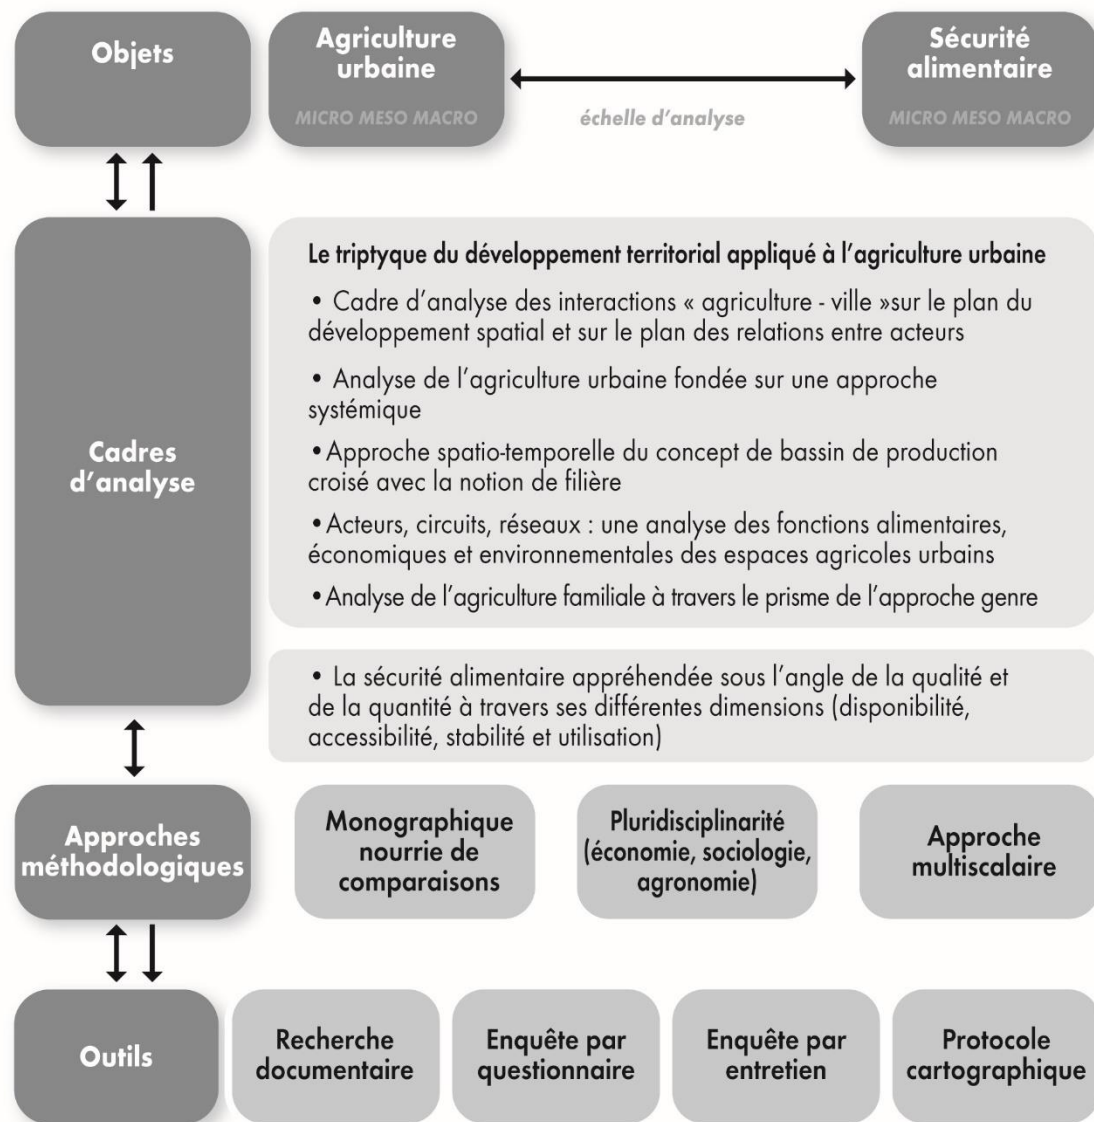 Objets
Agriculture
urbaine
MICRO MESO MACRO
échelle d'analyse
Sécurité
alimentaire
MICRO MESO MACRO
Cadres
d'analyse
Le triptyque du développement territorial appliqué à l'agriculture urbaine
• Cadre d'analyse des interactions « agriculture - ville »sur le plan du
développement spatial et sur le plan des relations entre acteurs
• Analyse de l'agriculture urbaine fondée sur une approche
systémique
•Approche spatio-temporelle du concept de bassin de production
croisé avec la notion de filière
•Acteurs, circuits, réseaux : une analyse des fonctions alimentaires,
économiques et environnementales des espaces agricoles urbains
•Analyse de l'agriculture familiale à travers le prisme de l'approche genre
• La sécurité alimentaire appréhendée sous l'angle de la qualité et
de la quantité à travers ses différentes dimensions (disponibilité,
accessibilité, stabilité et utilisation)
Approches
méthodologiques
Monographique
nourrie de
comparaisons
Pluridisciplinarité
(économie, sociologie,
agronomie)
Approche
multiscalaire
Outils
Recherche
documentaire
Enquête par
questionnaire
Enquête par
entretien
Protocole
cartographique